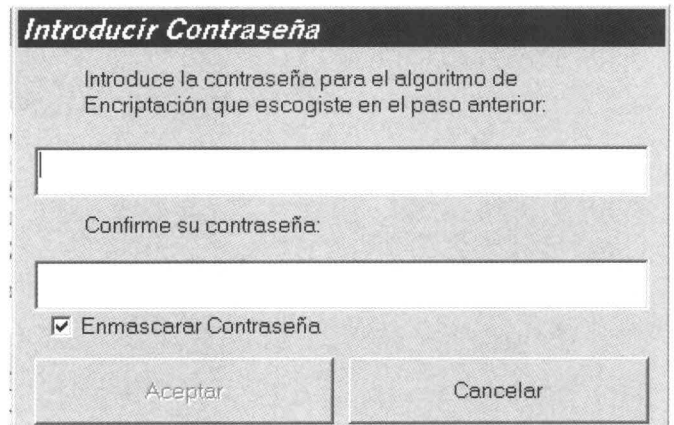 Introducir Contraseña
Introduce la contraseña para el algoritmo de
Encriptación que escogiste en el paso anterior:
Confirme su contraseña:
Enmascarar Contraseña
Aceptar
Cancelar